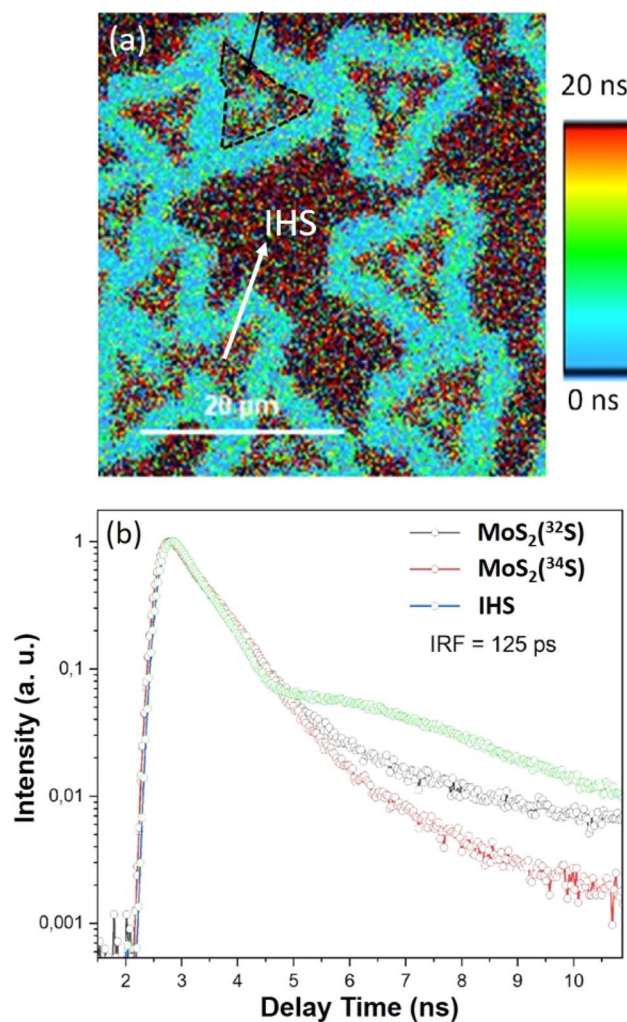 (a)
20 ns
IHS
20 µm
0 ns
(b)
MoS₂(³²S)
MoS₂(³⁴S)
IHS
IRF = 125 ps
1
0,1
0,01
0,001
Intensity (a. u.)
2 3 4 5 6 7 8 9 10
Delay Time (ns)